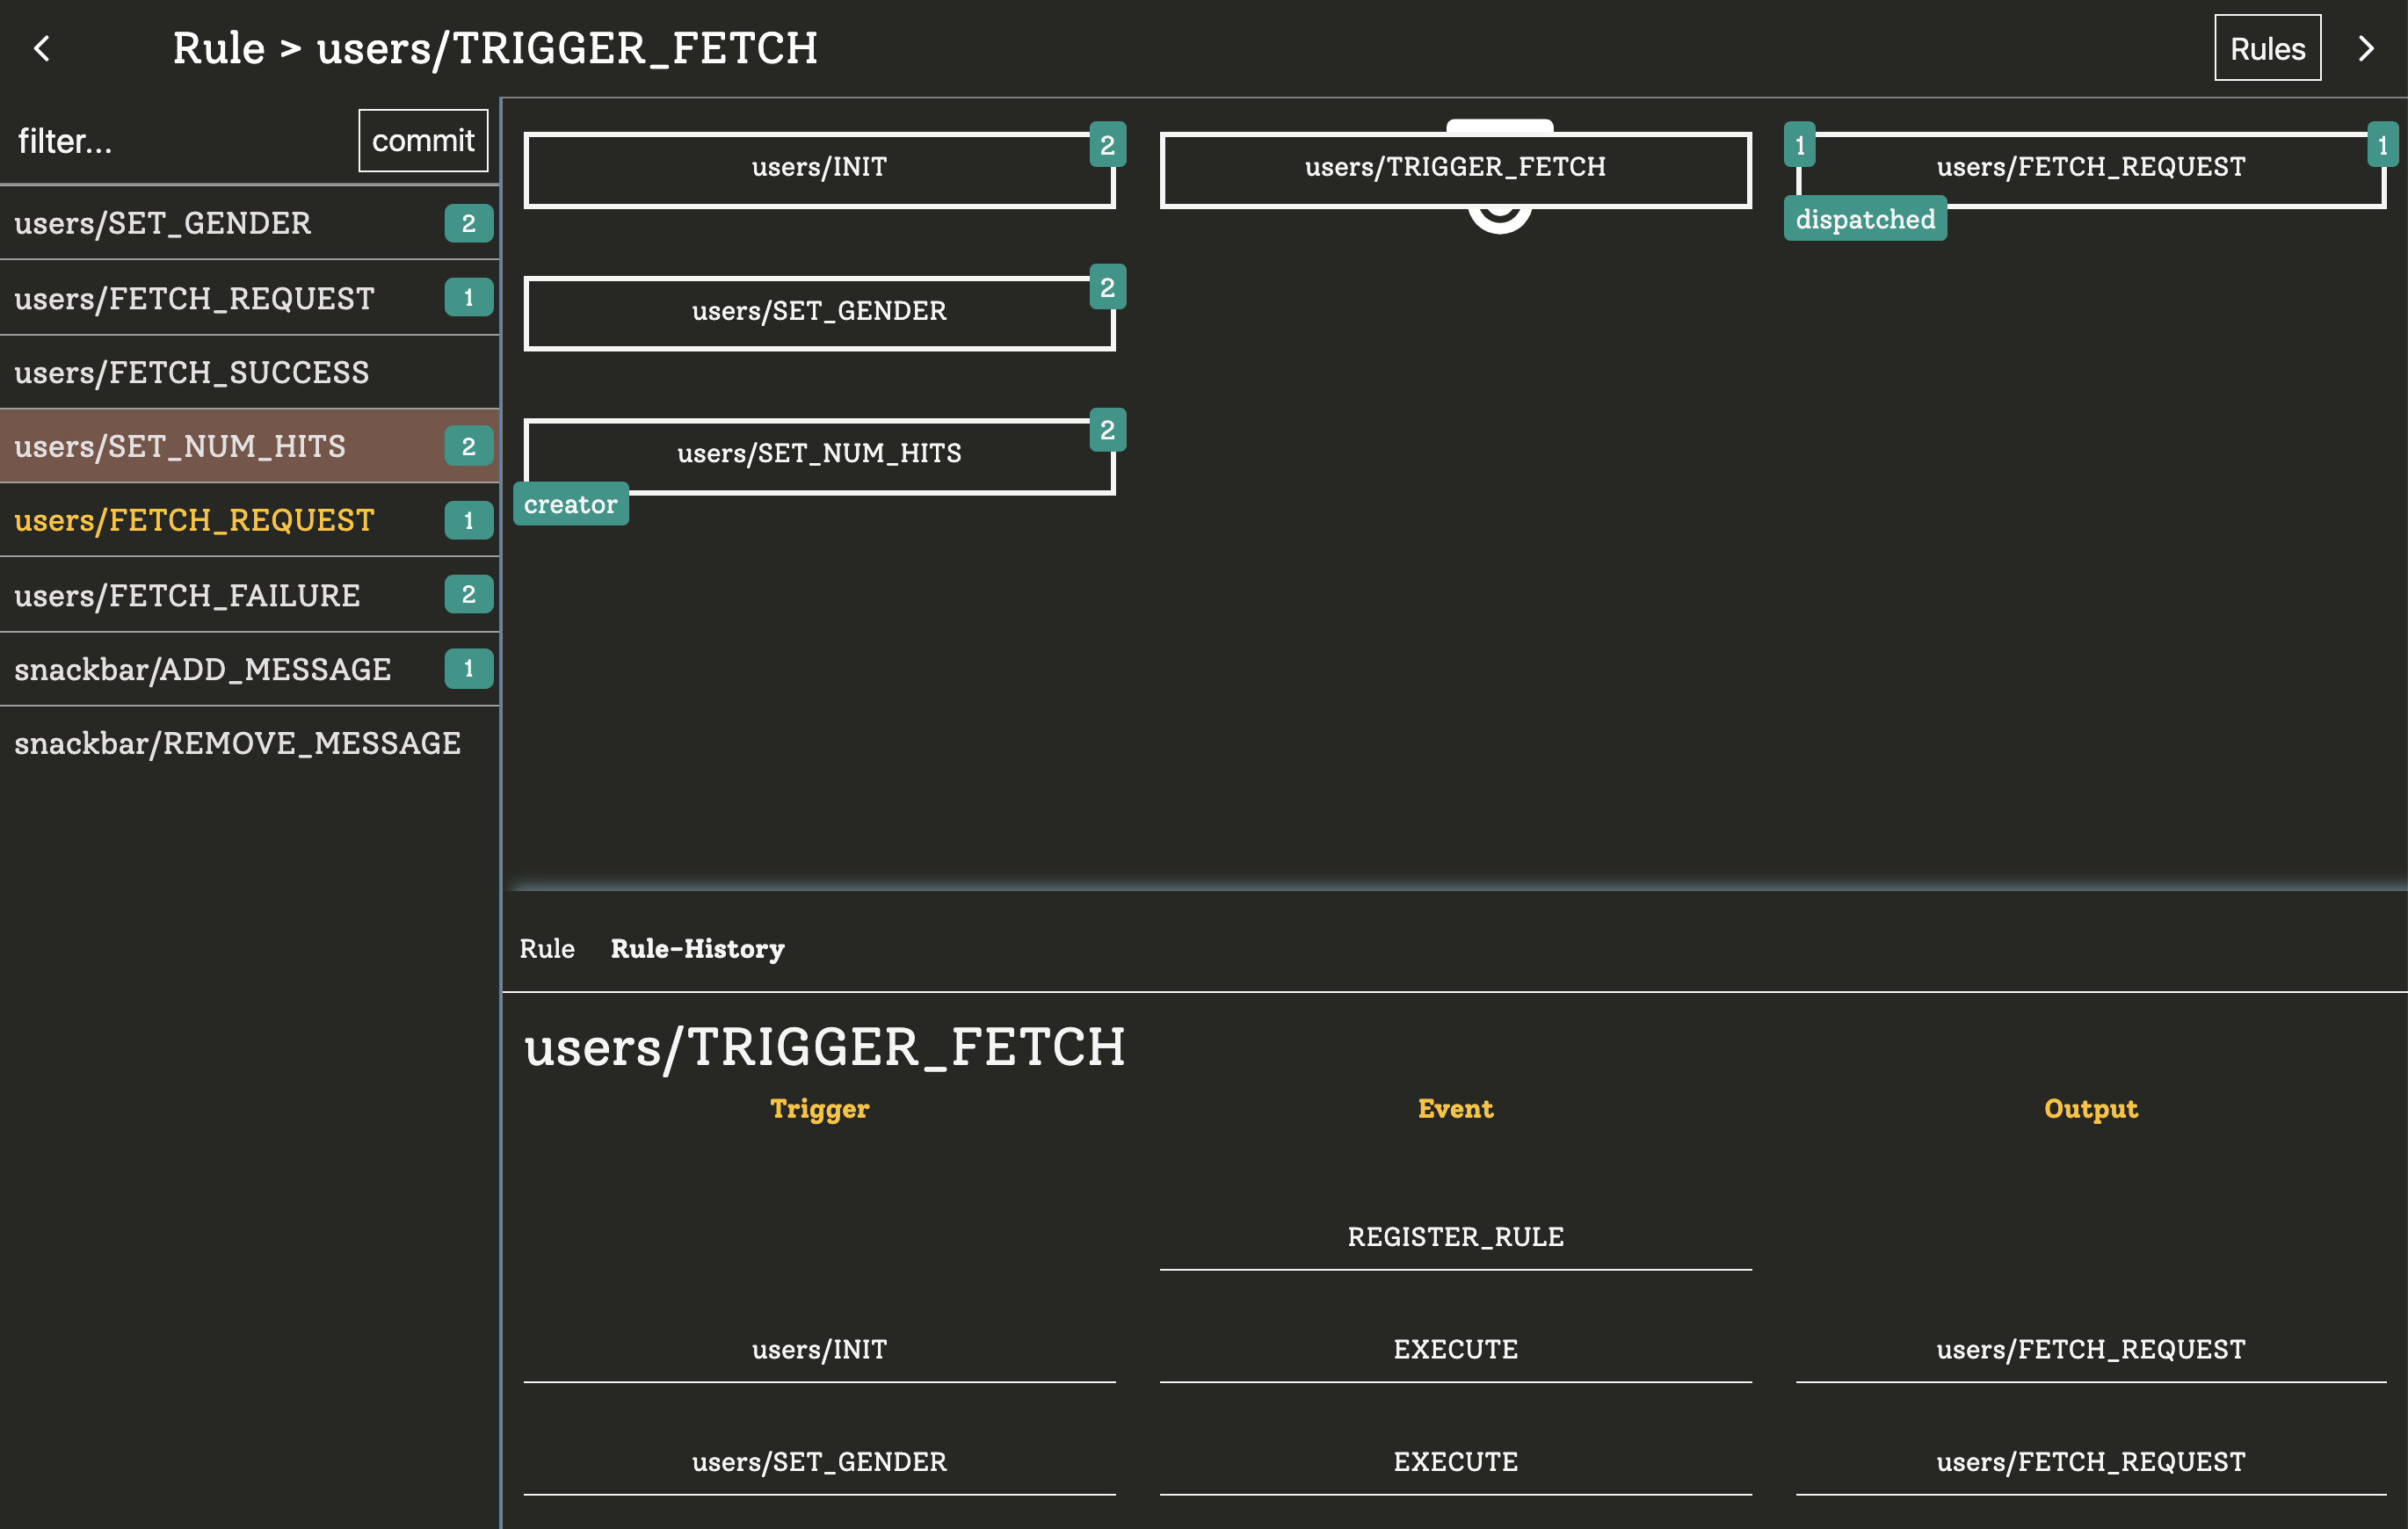 Rule > users/TRIGGER_FETCH
Rules
filter...
commit
users/SET_GENDER 2
users/FETCH_REQUEST 1
users/FETCH_SUCCESS
users/SET_NUM_HITS 2
users/FETCH_REQUEST 1
users/FETCH_FAILURE 2
snackbar/ADD_MESSAGE 1
snackbar/REMOVE_MESSAGE
users/INIT 2
users/SET_GENDER 2
users/SET_NUM_HITS 2
creator
users/TRIGGER_FETCH
1 users/FETCH_REQUEST 1
dispatched
Rule Rule-History
users/TRIGGER_FETCH
Trigger Event Output
REGISTER_RULE
users/INIT EXECUTE users/FETCH_REQUEST
users/SET_GENDER EXECUTE users/FETCH_REQUEST